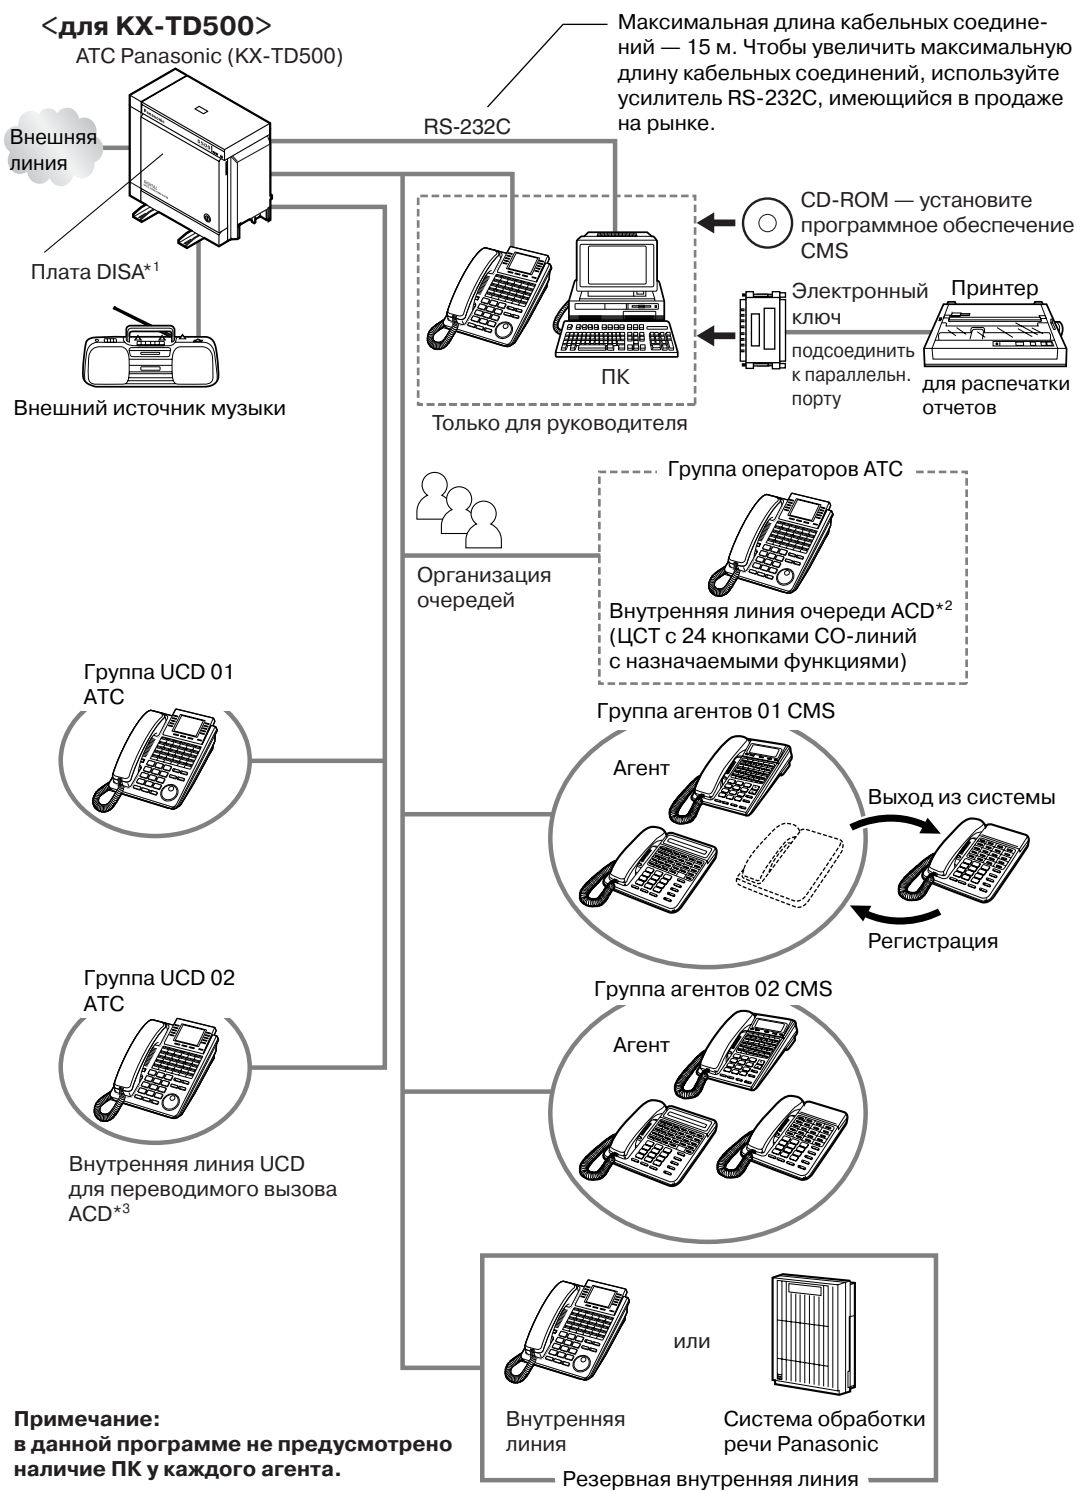 <для KX-TD500>
АТС Panasonic (KX-TD500)
Максимальная длина кабельных соедине-
ний — 15 м. Чтобы увеличить максимальную
длину кабельных соединений, используйте
усилитель RS-232C, имеющийся в продаже
на рынке.
RS-232C
Внешняя
линия
Плата DISA*1
Внешний источник музыки
CD-ROM — установите
программное обеспечение
CMS
Электронный
ключ
подсоединить
к параллельн.
порту
Принтер
для распечатки
отчетов
ПК
Только для руководителя
Группа операторов АТС
Организация
очередей
Внутренняя линия очереди ACD*2
(ЦСТ с 24 кнопками СО-линий
с назначаемыми функциями)
Группа UCD 01
АТС
Группа агентов 01 CMS
Агент
Выход из системы
Регистрация
Группа UCD 02
АТС
Группа агентов 02 CMS
Агент
Внутренняя линия UCD
для переводимого вызова
ACD*3
или
Внутренняя
линия
Система обработки
речи Panasonic
Резервная внутренняя линия
Примечание:
в данной программе не предусмотрено
наличие ПК у каждого агента.